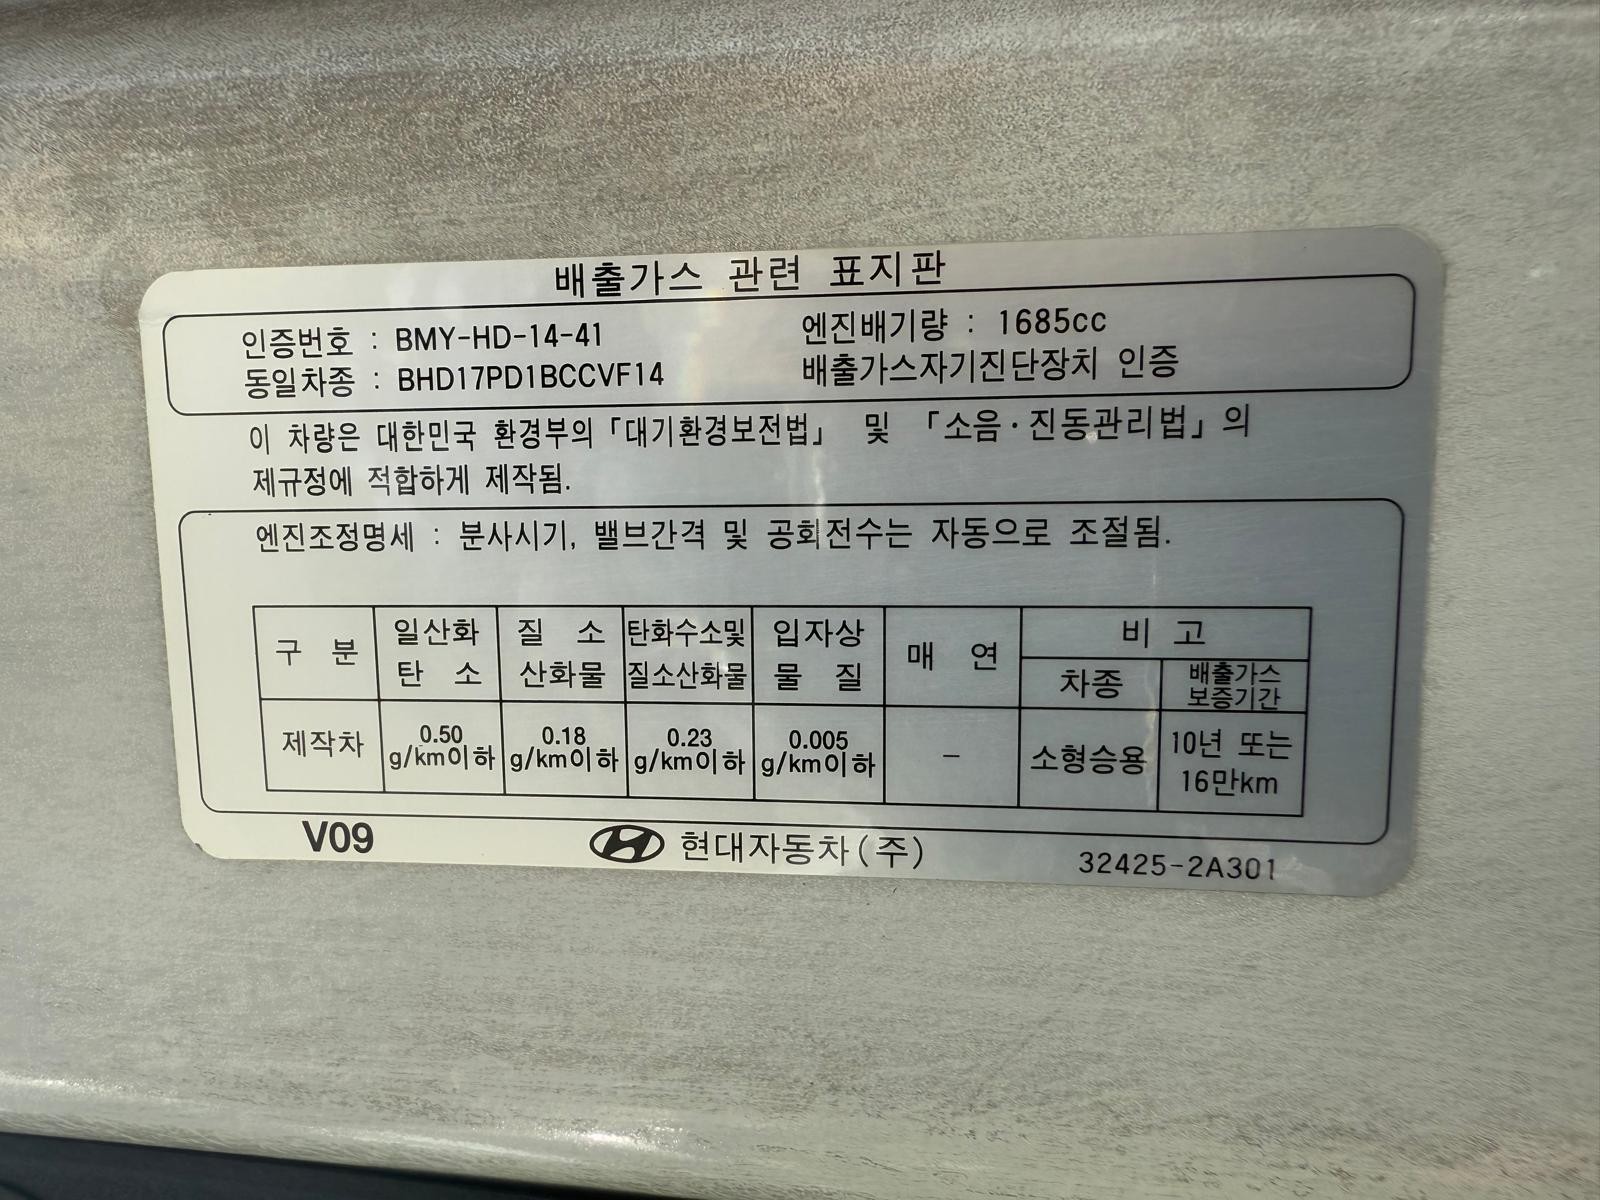 배출가스 관련 표지판
인증번호 : BMY-HD-14-41
엔진배기량 : 1685cc
동일차종 : BHD17PD1BCCVF14
배출가스자기진단장치 인증
이 차량은 대한민국 환경부의 「대기환경보전법」 및 「소음·진동관리법」의
제규정에 적합하게 제작됨.
엔진조정명세 : 분사시기, 밸브간격 및 공회전수는 자동으로 조절됨.
구 분
일산화
탄 소
질 소
산화물
탄화수소및
질소산화물
입자상
물 질
매 연
비 고
차종
배출가스
보증기간
제작차
0.50
g/km이하
0.18
g/km이하
0.23
g/km이하
0.005
g/km이하
-
소형승용
10년 또는
16만km
V09
현대자동차(주)
32425-2A301